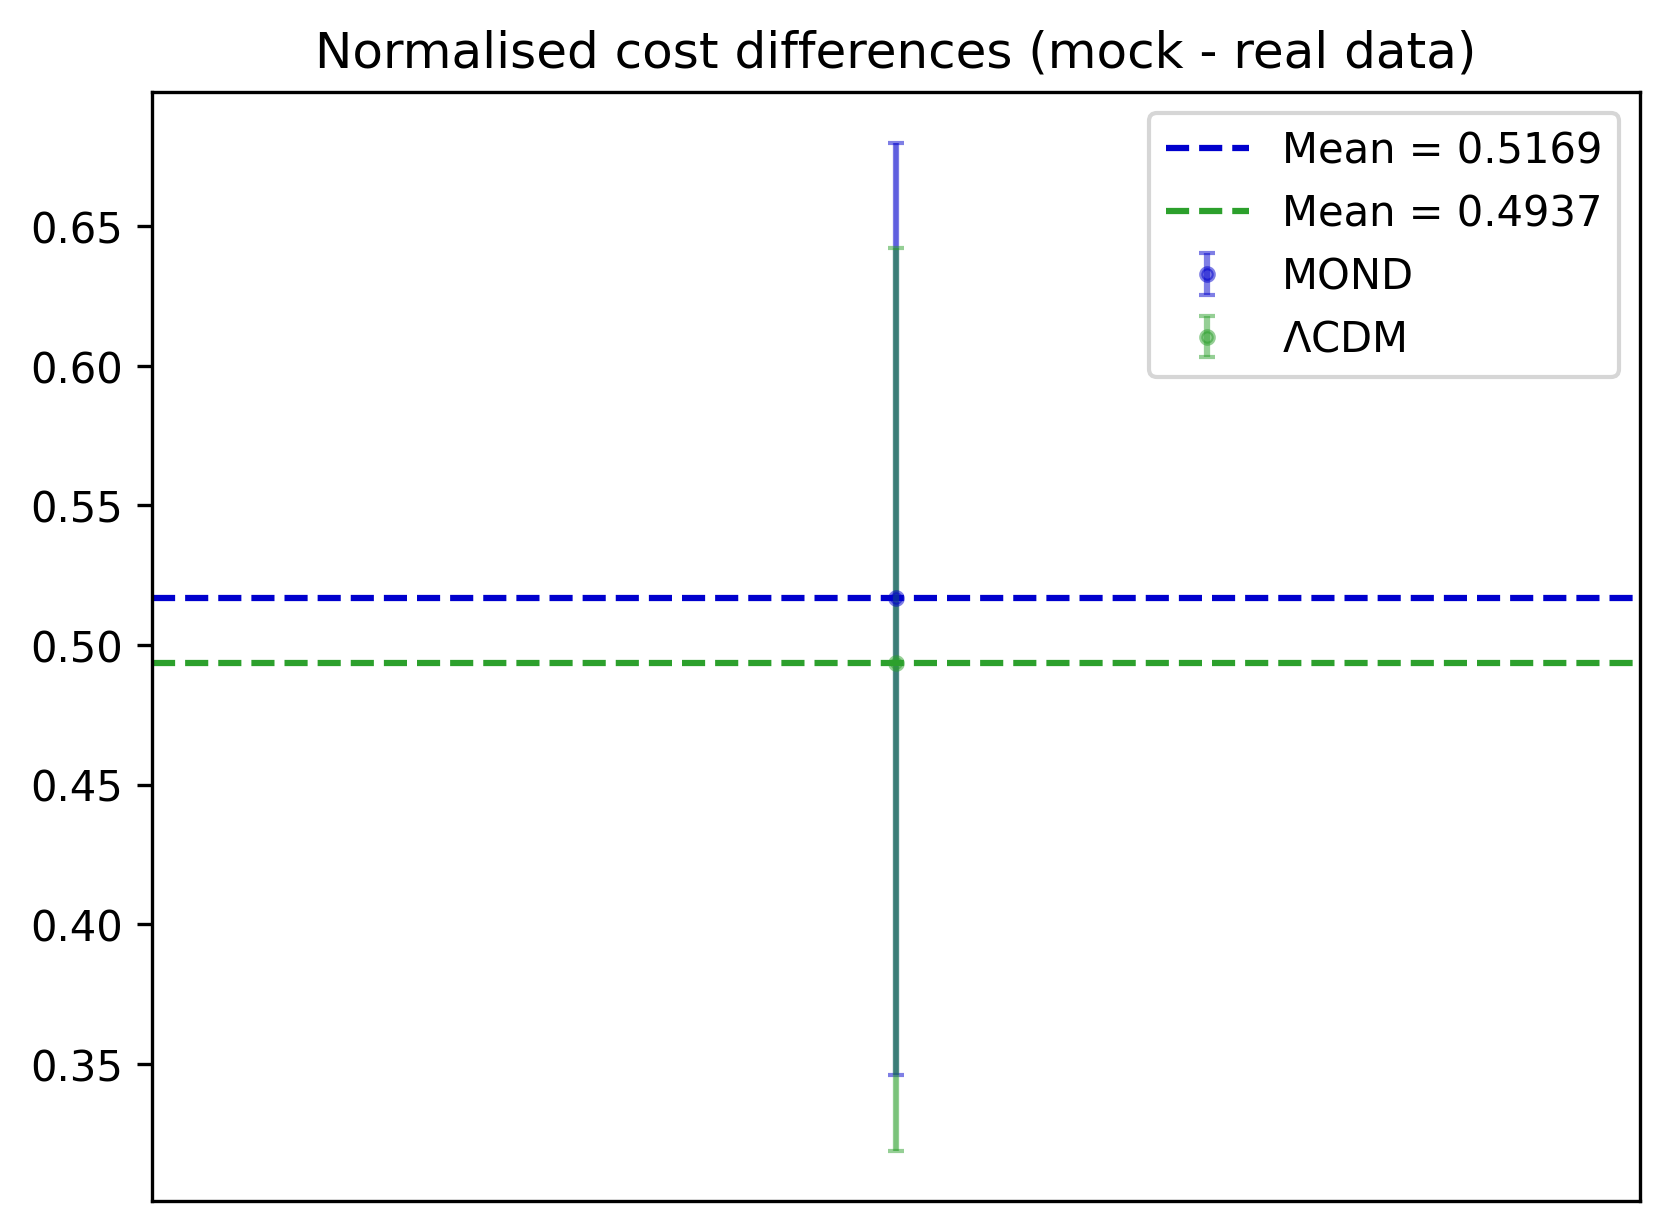 Normalised cost differences (mock - real data)
Mean = 0.5169
Mean = 0.4937
MOND
ΛCDM
0.65
0.60
0.55
0.50
0.45
0.40
0.35